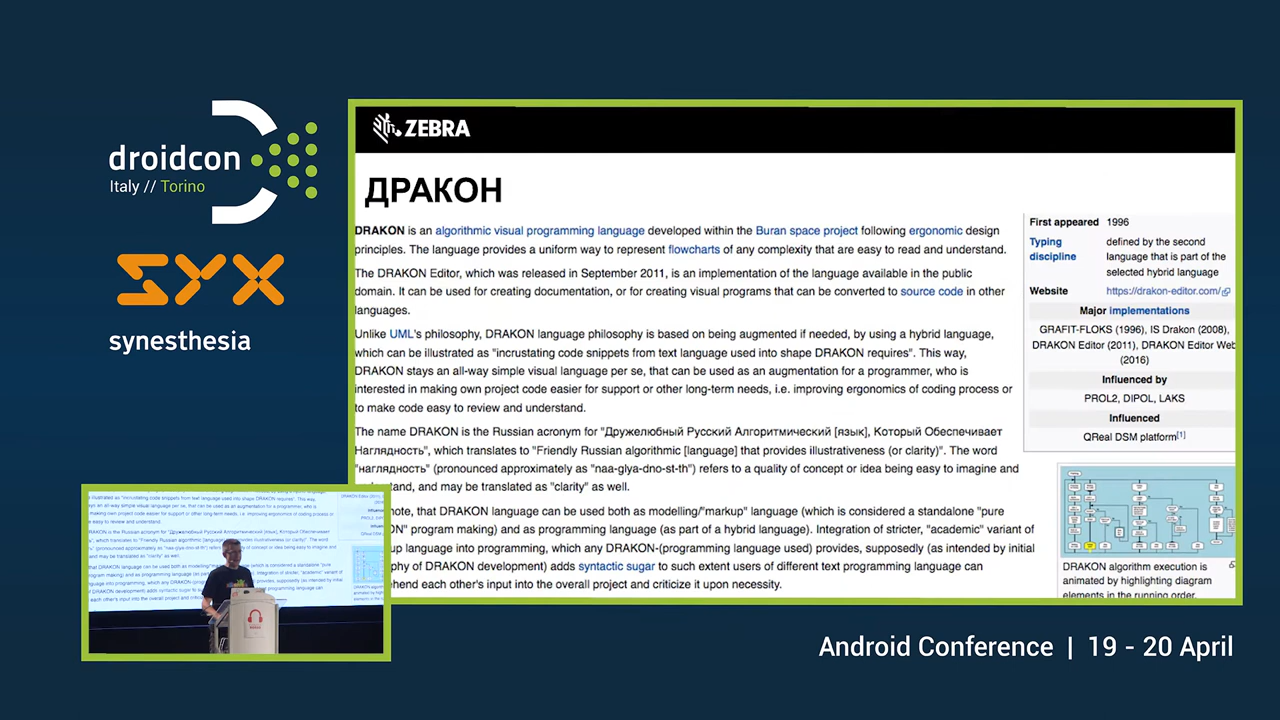 droidcon
Italy // Torino
SYX
synesthesia
ZEBRA
ДРАКОН
DRAKON is an algorithmic visual programming language developed within the Buran space project following ergonomic design
principles. The language provides a uniform way to represent flowcharts of any complexity that are easy to read and understand.
The DRAKON Editor, which was released in September 2011, is an implementation of the language available in the public
domain. It can be used for creating documentation, or for creating visual programs that can be converted to source code in other
languages.
Unlike UML's philosophy, DRAKON language philosophy is based on being augmented if needed, by using a hybrid language,
which can be illustrated as "incrustating code snippets from text language used into shape DRAKON requires". This way,
DRAKON stays an all-way simple visual language per se, that can be used as an augmentation for a programmer, who is
interested in making own project code easier for support or other long-term needs, i.e. improving ergonomics of coding process or
to make code easy to review and understand.
The name DRAKON is the Russian acronym for "Дружелюбный Русский Алгоритмический [язык], Который Обеспечивает
Наглядность", which translates to "Friendly Russian algorithmic [language] that provides illustrativeness (or clarity)". The word
"наглядность" (pronounced approximately as "naa-glya-dno-st-th") refers to a quality of concept or idea being easy to imagine and
and, and may be translated as "clarity" as well.
note, that DRAKON language can be used both as modelling/"markup" language (which is considered a standalone "pure
program making) and as programming language (as part of a hybrid language).
language into programming, which any DRAKON-(programming language used) supposedly (as intended by initial
of DRAKON development) adds syntactic sugar to succinctent users of different text programming language can
each other's input into the overall project and criticize it upon necessity.
First appeared 1996
Typing discipline defined by the second
language that is part of the
selected hybrid language
Website https://drakon-editor.com/
Major implementations
GRAFIT-FLOKS (1996), IS Drakon (2008),
DRAKON Editor (2011), DRAKON Editor Web
(2016)
Influenced by
PROL2, DIPOL, LAKS
Influenced
QReal DSM platform[1]
DRAKON algorithm execution is
animated by highlighting diagram
elements in the running order.
Android Conference | 19 - 20 April